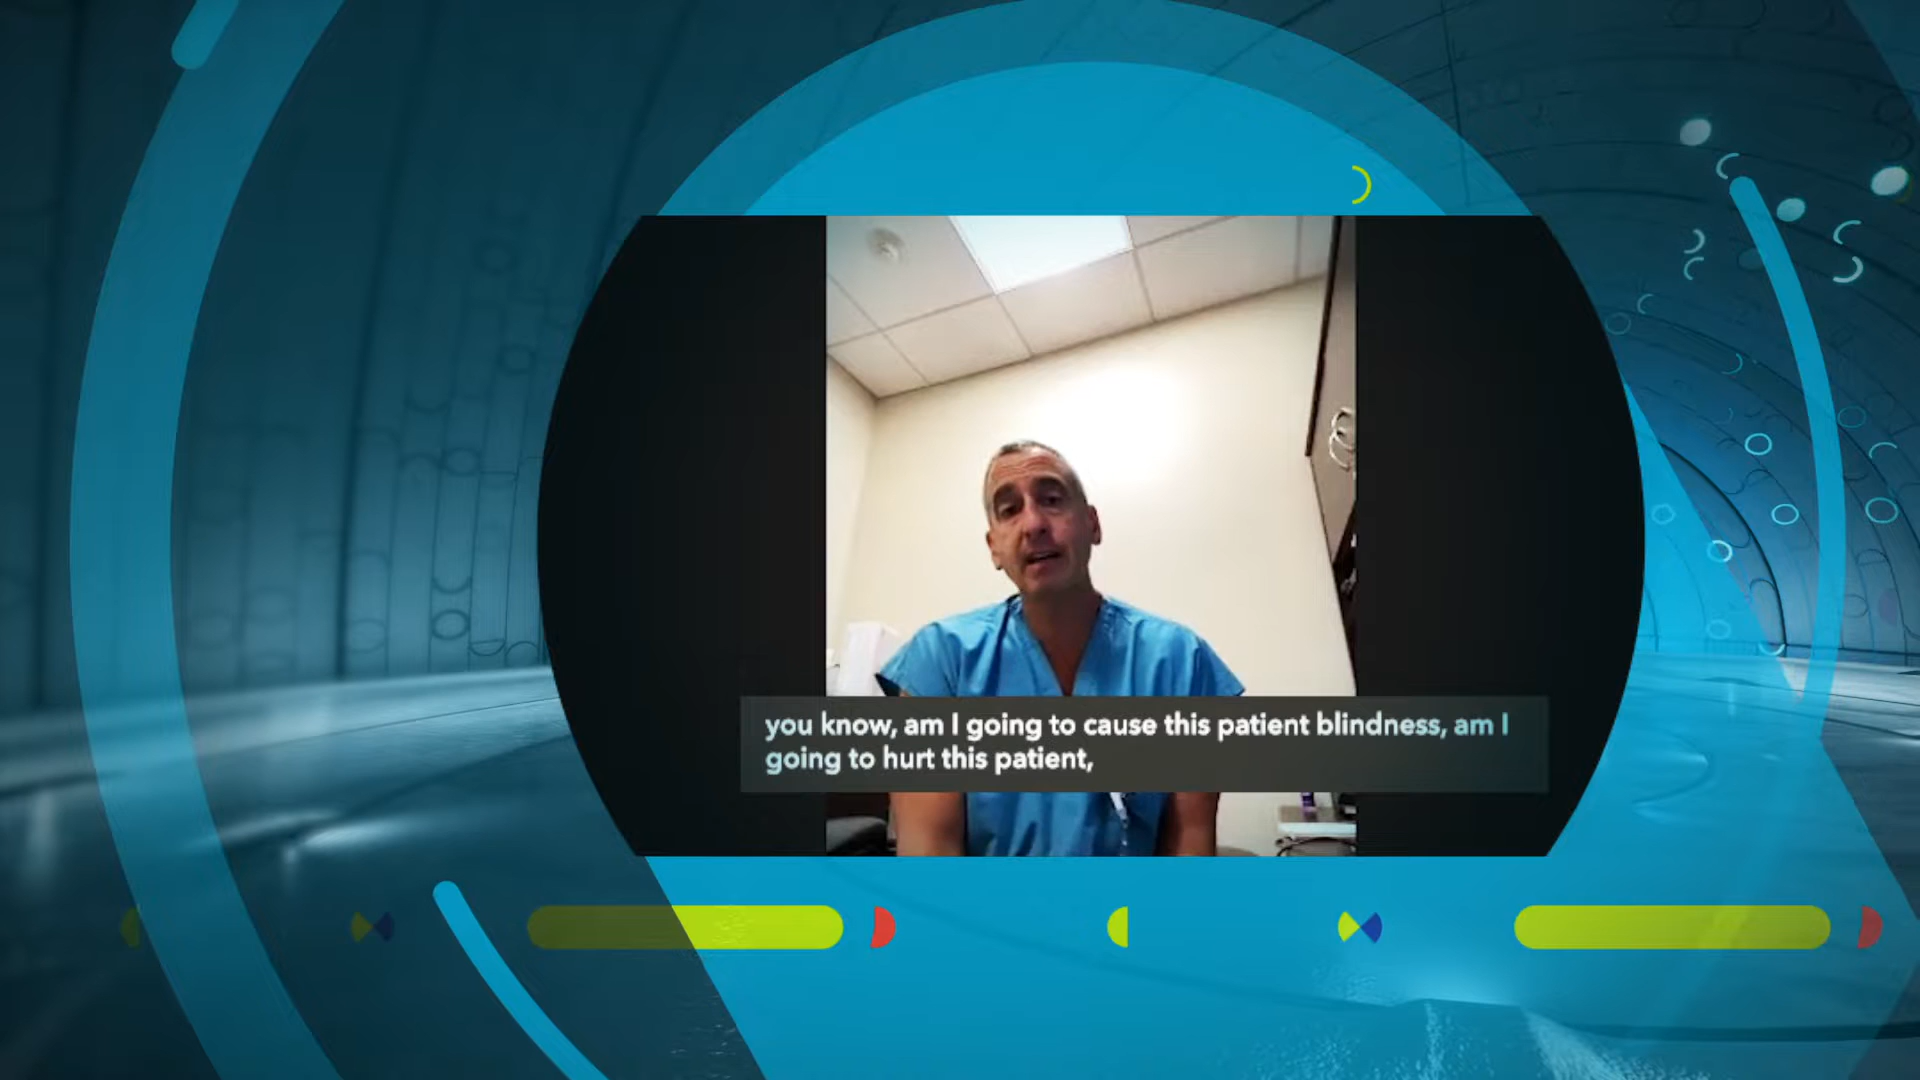 you know, am I going to cause this patient blindness, am I
going to hurt this patient,